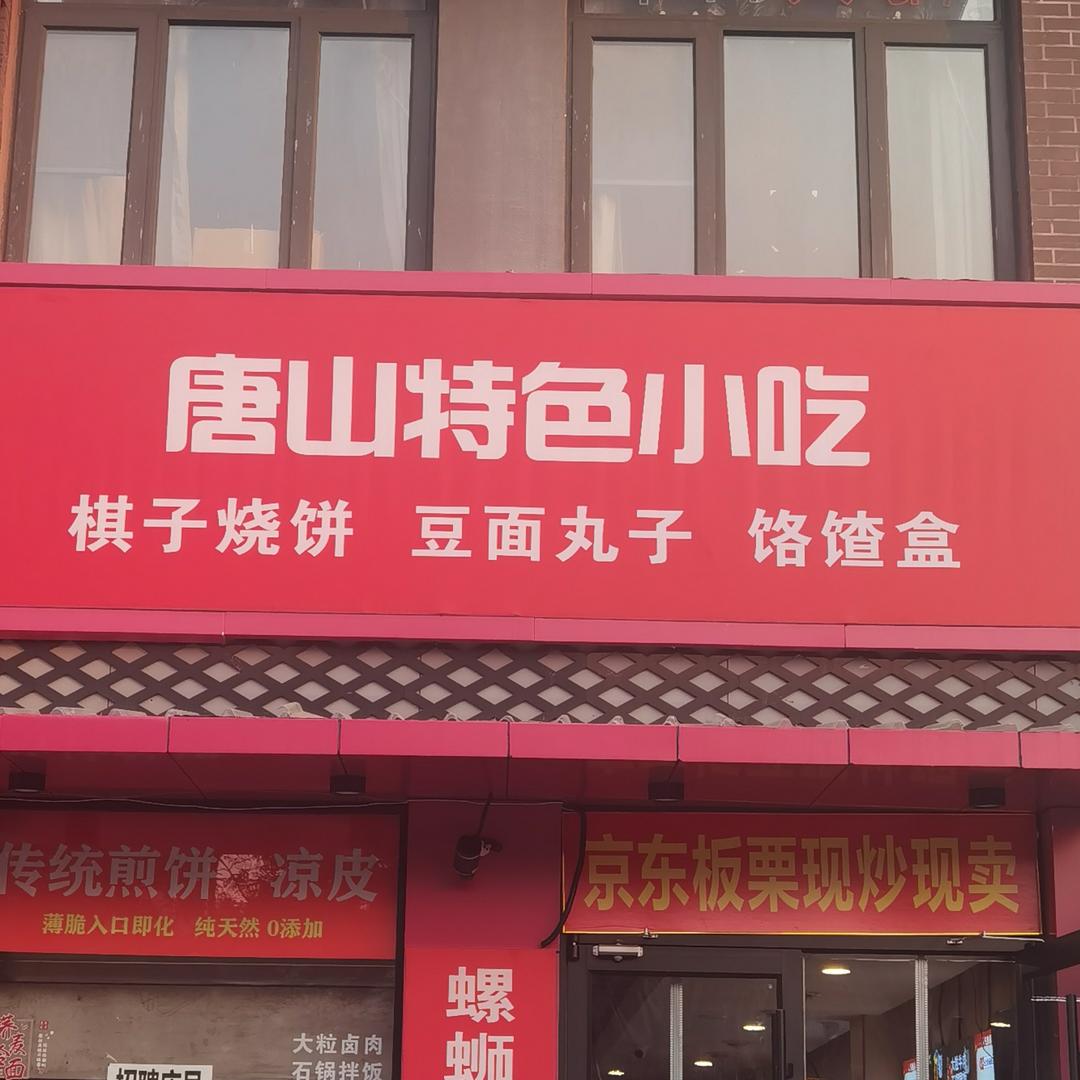 唐山特色小吃
棋子烧饼 豆面丸子 饹馇盒
传统煎饼 凉皮
薄脆入口即化 纯天然 0添加
京东板栗现炒现卖
螺
蛳
大粒卤肉
石锅拌饭